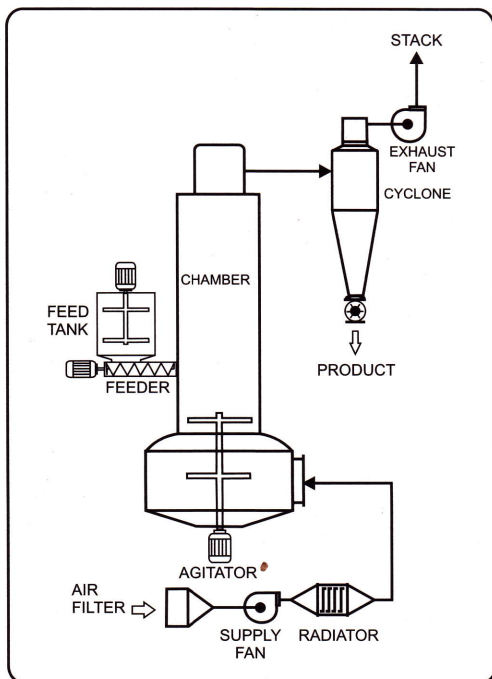 STACK
EXHAUST
FAN
CYCLONE
CHAMBER
FEED
TANK
FEEDER
PRODUCT
AGITATOR
AIR
FILTER
SUPPLY
FAN
RADIATOR